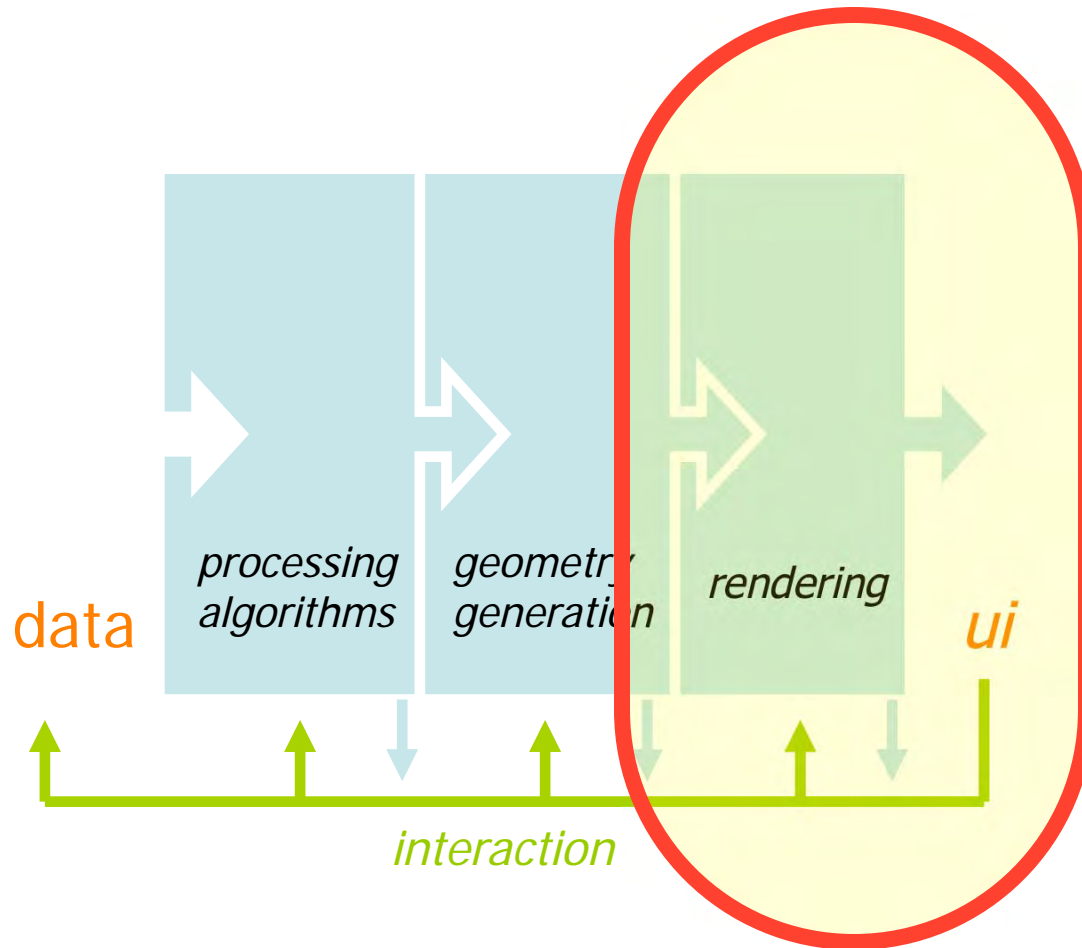 data
processing
algorithms
geometry
generation
rendering
ui
interaction